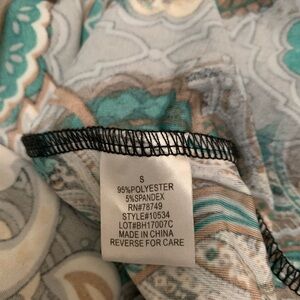 S
95%POLYESTER
5%SPANDEX
RN#78749
STYLE#10534
LOT#BH17007C
MADE IN CHINA
REVERSE FOR CARE